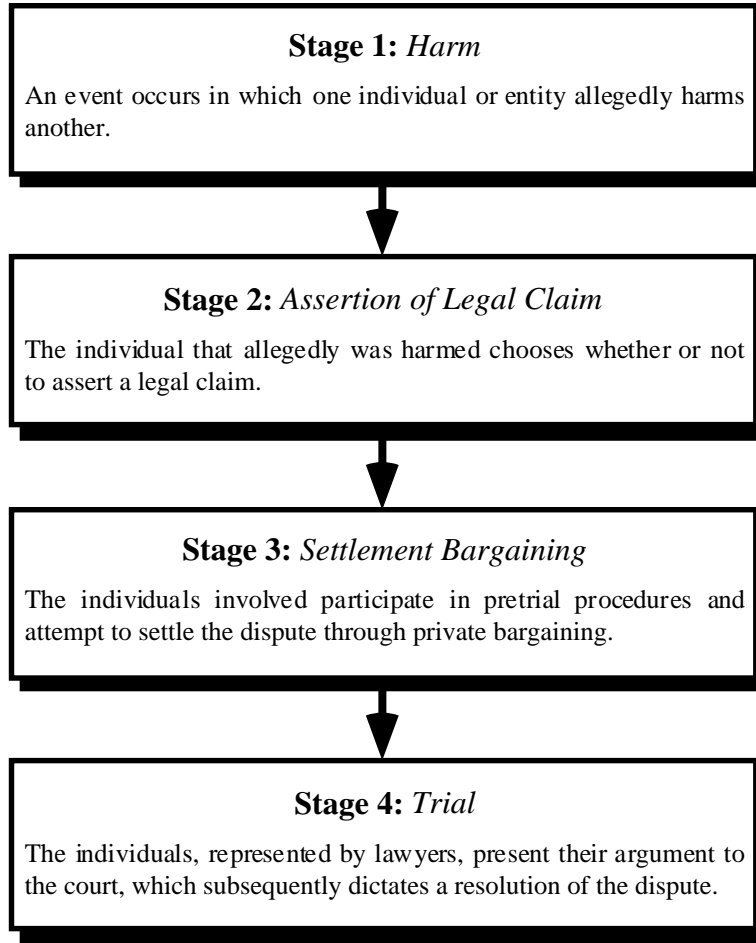 Stage 1: Harm
An event occurs in which one individual or entity allegedly harms
another.
Stage 2: Assertion of Legal Claim
The individual that allegedly was harmed chooses whether or not
to assert a legal claim.
Stage 3: Settlement Bargaining
The individuals involved participate in pretrial procedures and
attempt to settle the dispute through private bargaining.
Stage 4: Trial
The individuals, represented by lawyers, present their argument to
the court, which subsequently dictates a resolution of the dispute.